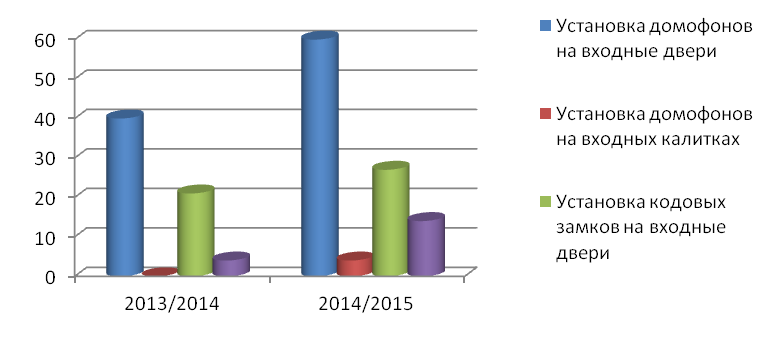 60
50
40
30
20
10
0
2013/2014
2014/2015
Установка домофонов
на входные двери
Установка домофонов
на входных калитках
Установка кодовых
замков на входные
двери